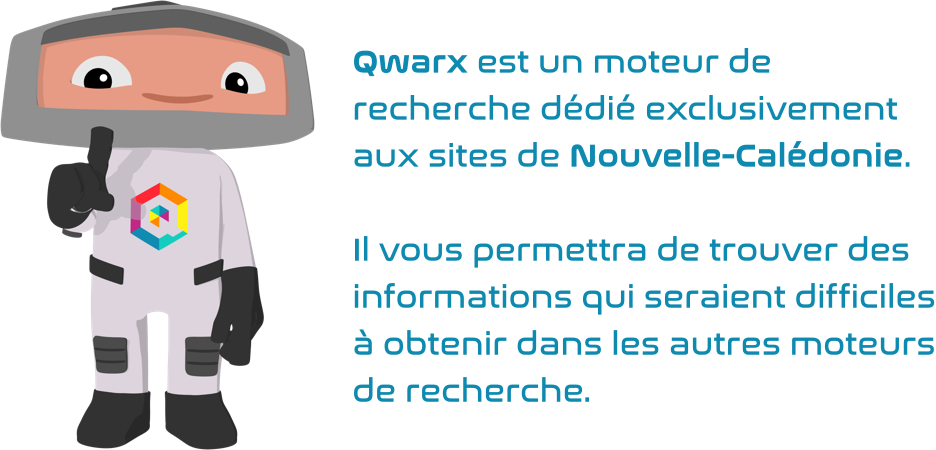 Qwarx est un moteur de
recherche dédié exclusivement
aux sites de Nouvelle-Calédonie.
Il vous permettra de trouver des
informations qui seraient difficiles
à obtenir dans les autres moteurs
de recherche.